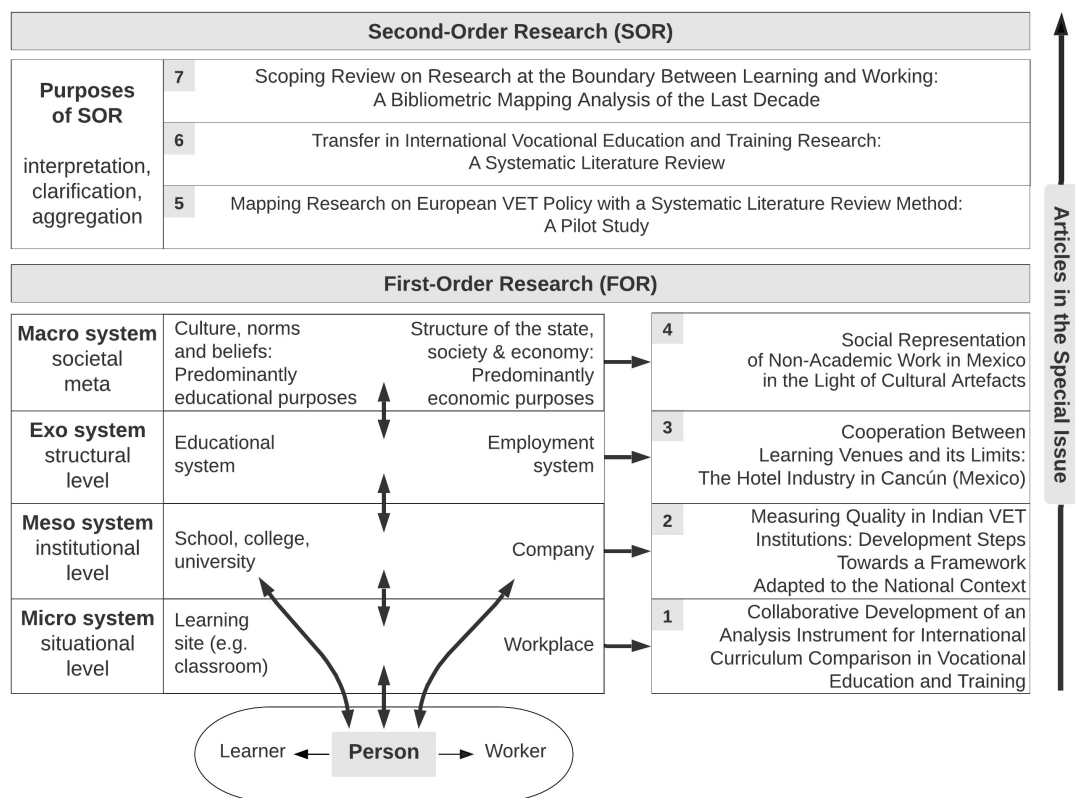 Second-Order Research (SOR)
Purposes
of SOR
interpretation,
clarification,
aggregation
7
Scoping Review on Research at the Boundary Between Learning and Working:
A Bibliometric Mapping Analysis of the Last Decade
6
Transfer in International Vocational Education and Training Research:
A Systematic Literature Review
5
Mapping Research on European VET Policy with a Systematic Literature Review Method:
A Pilot Study
First-Order Research (FOR)
Macro system
societal
meta
Culture, norms
and beliefs:
Predominantly
educational purposes
Structure of the state,
society & economy:
Predominantly
economic purposes
4
Social Representation
of Non-Academic Work in Mexico
in the Light of Cultural Artefacts
Exo system
structural
level
Educational
system
Employment
system
3
Cooperation Between
Learning Venues and its Limits:
The Hotel Industry in Cancún (Mexico)
Meso system
institutional
level
School, college,
university
Company
2
Measuring Quality in Indian VET
Institutions: Development Steps
Towards a Framework
Adapted to the National Context
Micro system
situational
level
Learning
site (e.g.
classroom)
Workplace
1
Collaborative Development of an
Analysis Instrument for International
Curriculum Comparison in Vocational
Education and Training
Learner
Person
Worker
Articles in the Special Issue